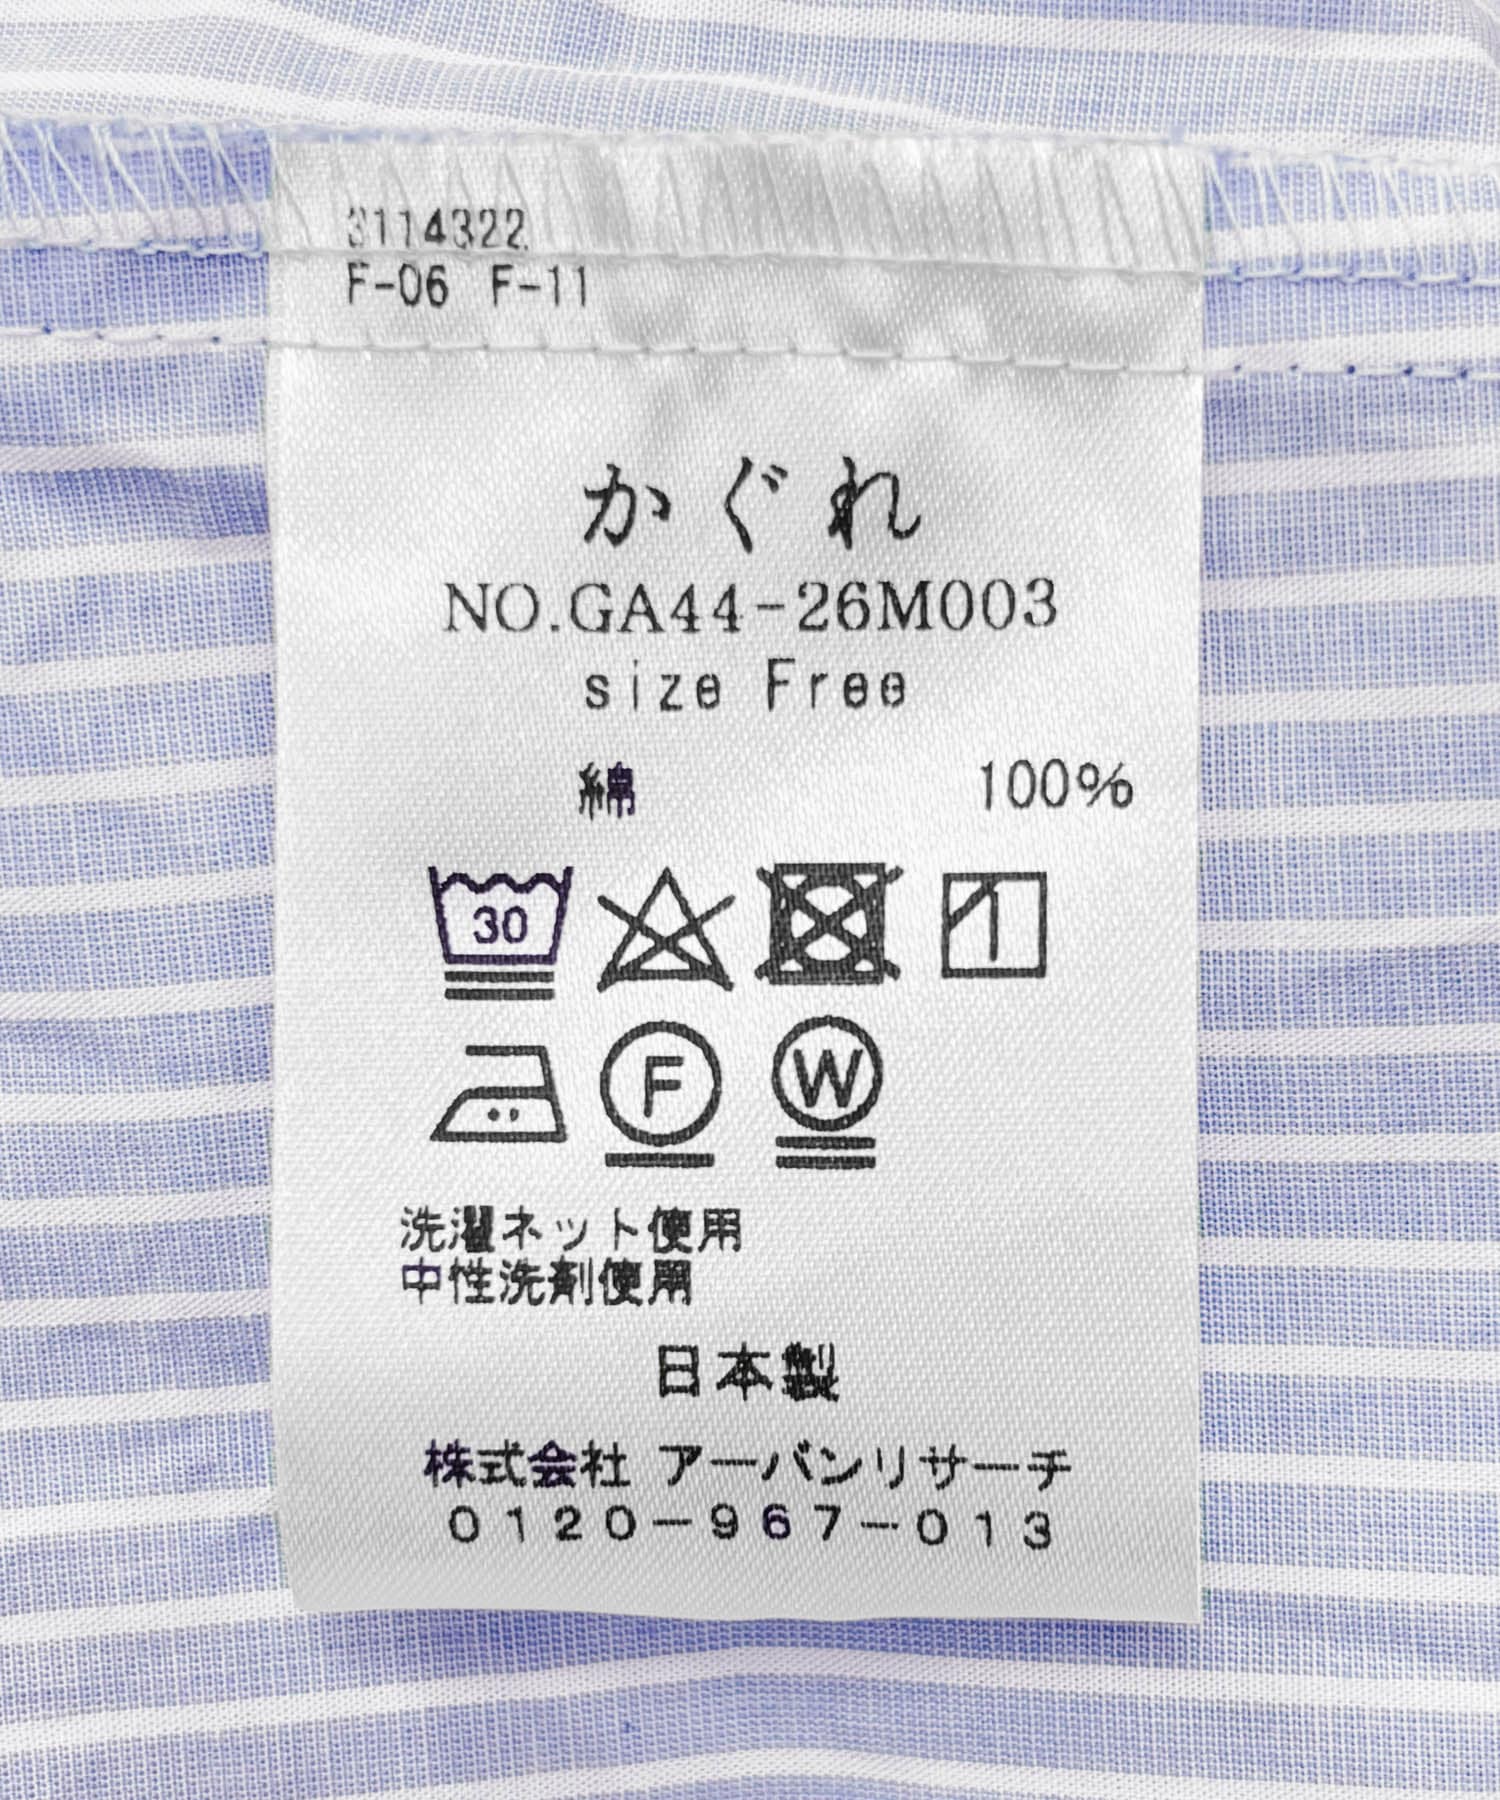 3114322
F-06 F-11
かぐれ
NO.GA44-26M003
size Free
綿 100%
30
F W
洗濯ネット使用
中性洗剤使用
日本製
株式会社 アーバンリサーチ
0120-967-013